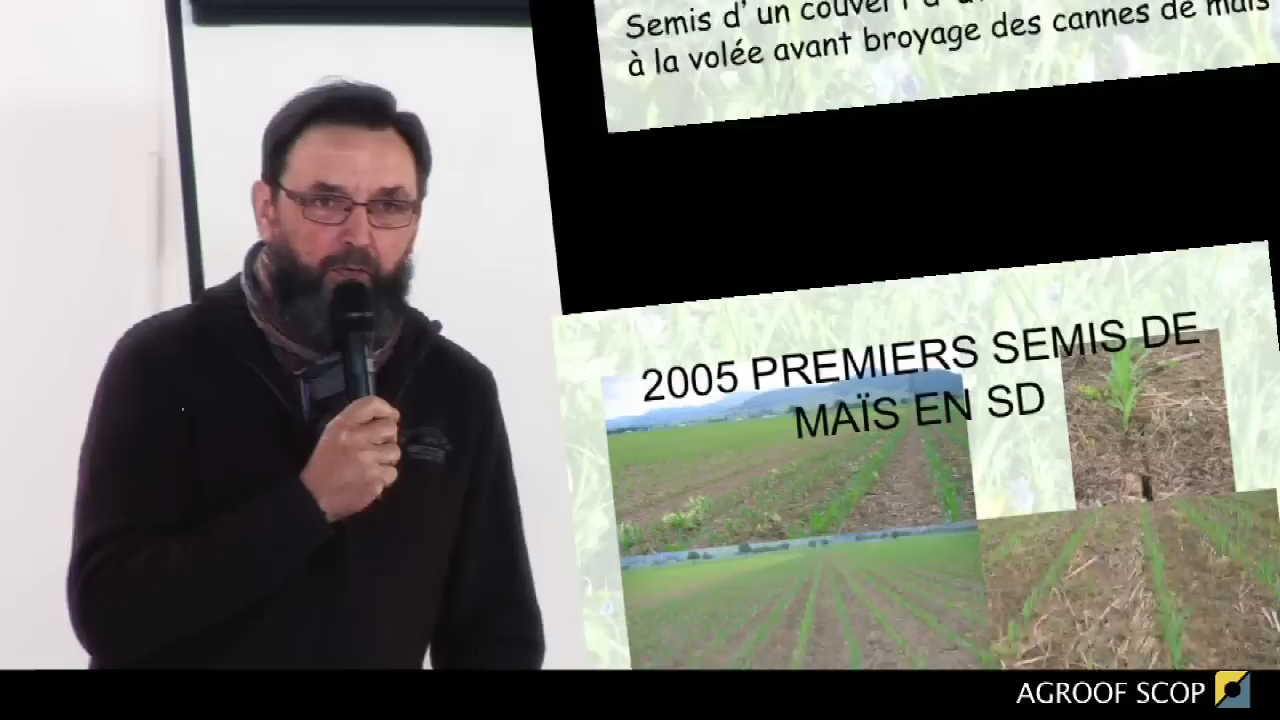 Semis d'un couvert d'
à la volée avant broyage des cannes de maïs
2005 PREMIERS SEMIS DE
MAÏS EN SD
AGROOF SCOP